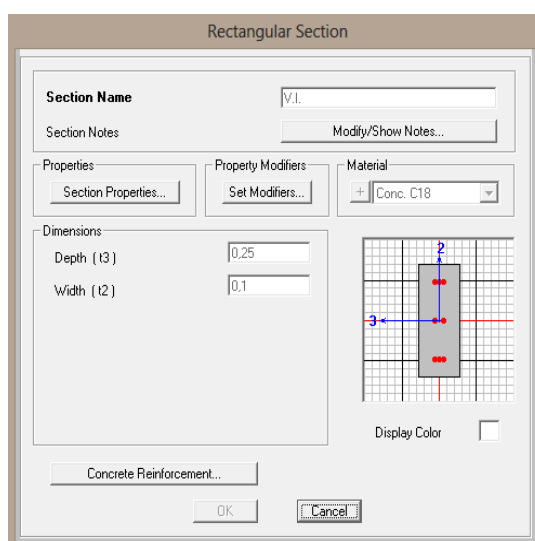 Rectangular Section
Section Name V.I.
Section Notes Modify/Show Notes...
Properties Property Modifiers Material
Section Properties... Set Modifiers... + Conc. C18
Dimensions
Depth ( t3 ) 0,25
Width ( t2 ) 0,1
2
3
Display Color
Concrete Reinforcement...
OK Cancel